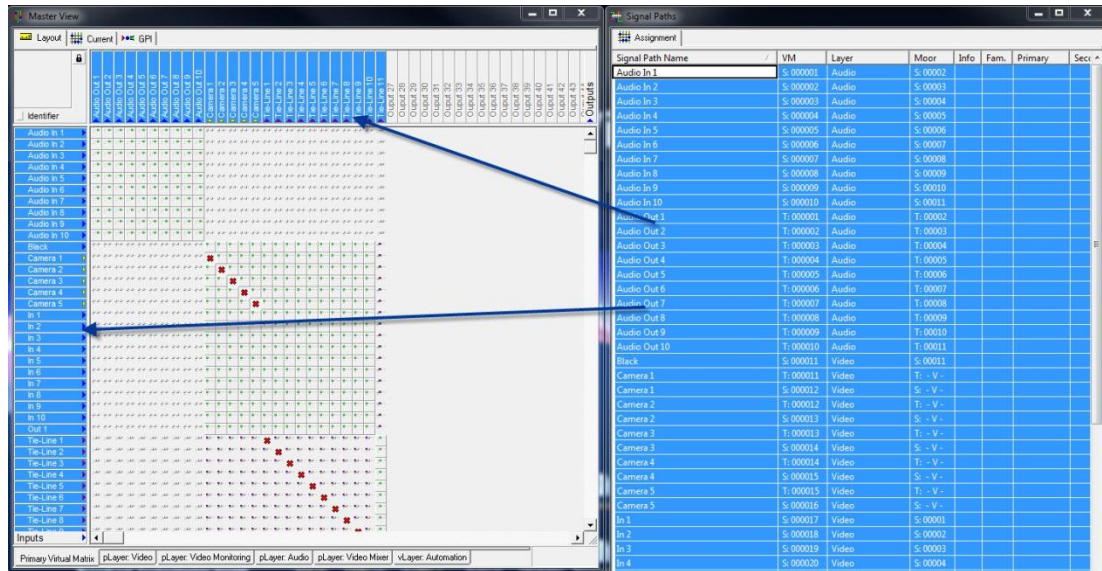 Master View
Layout Current GPI
Identifier
Audio Out 1
Audio Out 2
Audio Out 3
Audio Out 4
Audio Out 5
Audio Out 6
Audio Out 7
Audio Out 8
Audio Out 9
Audio Out 10
Camera 1
Camera 2
Camera 3
Camera 4
Camera 5
Tie-Line 1
Tie-Line 2
Tie-Line 3
Tie-Line 4
Tie-Line 5
Tie-Line 6
Tie-Line 7
Tie-Line 8
Tie-Line 9
Tie-Line 10
Tie-Line 11
Ouput 27
Ouput 28
Ouput 29
Ouput 30
Ouput 31
Ouput 32
Ouput 33
Ouput 34
Ouput 35
Ouput 36
Ouput 37
Ouput 38
Ouput 39
Ouput 40
Ouput 41
Ouput 42
Ouput 43
Outputs
Audio In 1
Audio In 2
Audio In 3
Audio In 4
Audio In 5
Audio In 6
Audio In 7
Audio In 8
Audio In 9
Audio In 10
Black
Camera 1
Camera 2
Camera 3
Camera 4
Camera 5
In 1
In 2
In 3
In 4
In 5
In 6
In 7
In 8
In 9
In 10
Out 1
Tie-Line 1
Tie-Line 2
Tie-Line 3
Tie-Line 4
Tie-Line 5
Tie-Line 6
Tie-Line 7
Tie-Line 8
Inputs
Primary Virtual Matrix pLayer: Video pLayer: Video Monitoring pLayer: Audio pLayer: Video Mixer vLayer: Automation
Signal Paths
Assignment
Signal Path Name VM Layer Moor Info Fam. Primary Seco
Audio In 1 S: 000001 Audio S: 00002
Audio In 2 S: 000002 Audio S: 00003
Audio In 3 S: 000003 Audio S: 00004
Audio In 4 S: 000004 Audio S: 00005
Audio In 5 S: 000005 Audio S: 00006
Audio In 6 S: 000006 Audio S: 00007
Audio In 7 S: 000007 Audio S: 00008
Audio In 8 S: 000008 Audio S: 00009
Audio In 9 S: 000009 Audio S: 00010
Audio In 10 S: 000010 Audio S: 00011
Audio Out 1 T: 000001 Audio T: 00002
Audio Out 2 T: 000002 Audio T: 00003
Audio Out 3 T: 000003 Audio T: 00004
Audio Out 4 T: 000004 Audio T: 00005
Audio Out 5 T: 000005 Audio T: 00006
Audio Out 6 T: 000006 Audio T: 00007
Audio Out 7 T: 000007 Audio T: 00008
Audio Out 8 T: 000008 Audio T: 00009
Audio Out 9 T: 000009 Audio T: 00010
Audio Out 10 T: 000010 Audio T: 00011
Black S: 000011 Video S: 00011
Camera 1 T: 000011 Video T: - V -
Camera 1 S: 000012 Video S: - V -
Camera 2 T: 000012 Video T: - V -
Camera 2 S: 000013 Video S: - V -
Camera 3 T: 000013 Video T: - V -
Camera 3 S: 000014 Video S: - V -
Camera 4 T: 000014 Video T: - V -
Camera 4 S: 000015 Video S: - V -
Camera 5 T: 000015 Video T: - V -
Camera 5 S: 000016 Video S: - V -
In 1 S: 000017 Video S: 00001
In 2 S: 000018 Video S: 00002
In 3 S: 000019 Video S: 00003
In 4 S: 000020 Video S: 00004